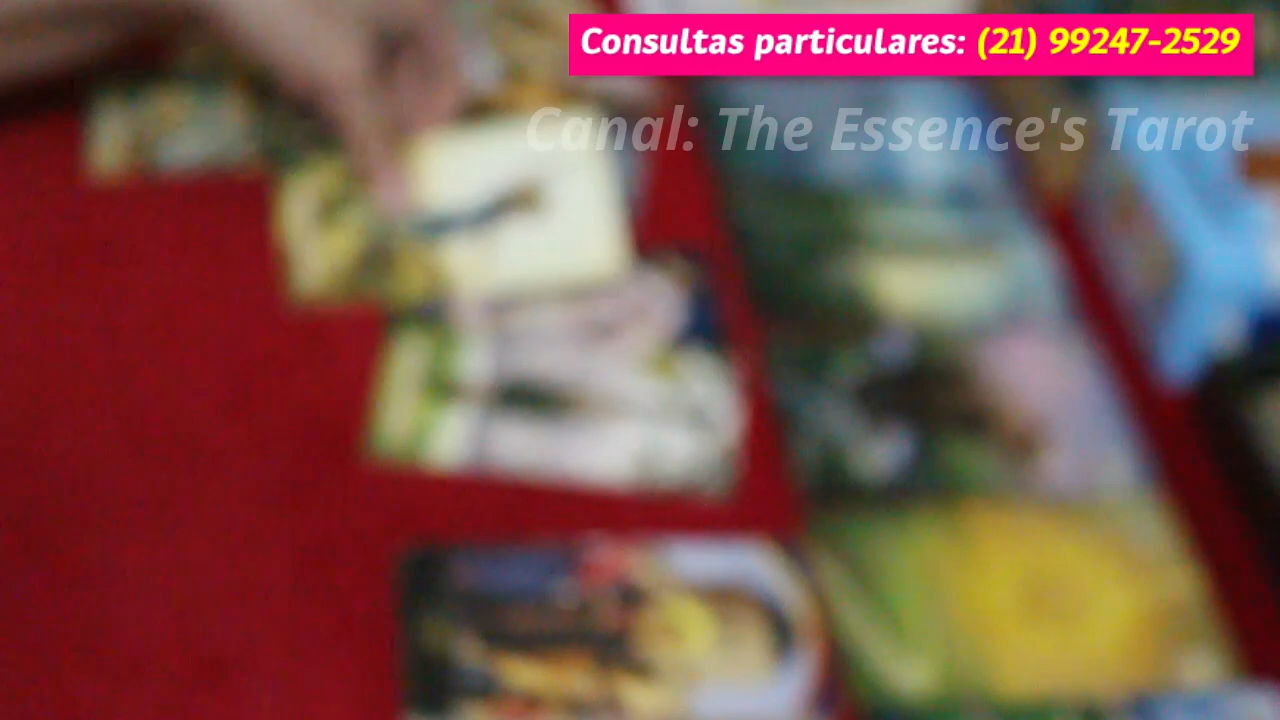 Consultas particulares: (21) 99247-2529
Canal: The Essence's Tarot